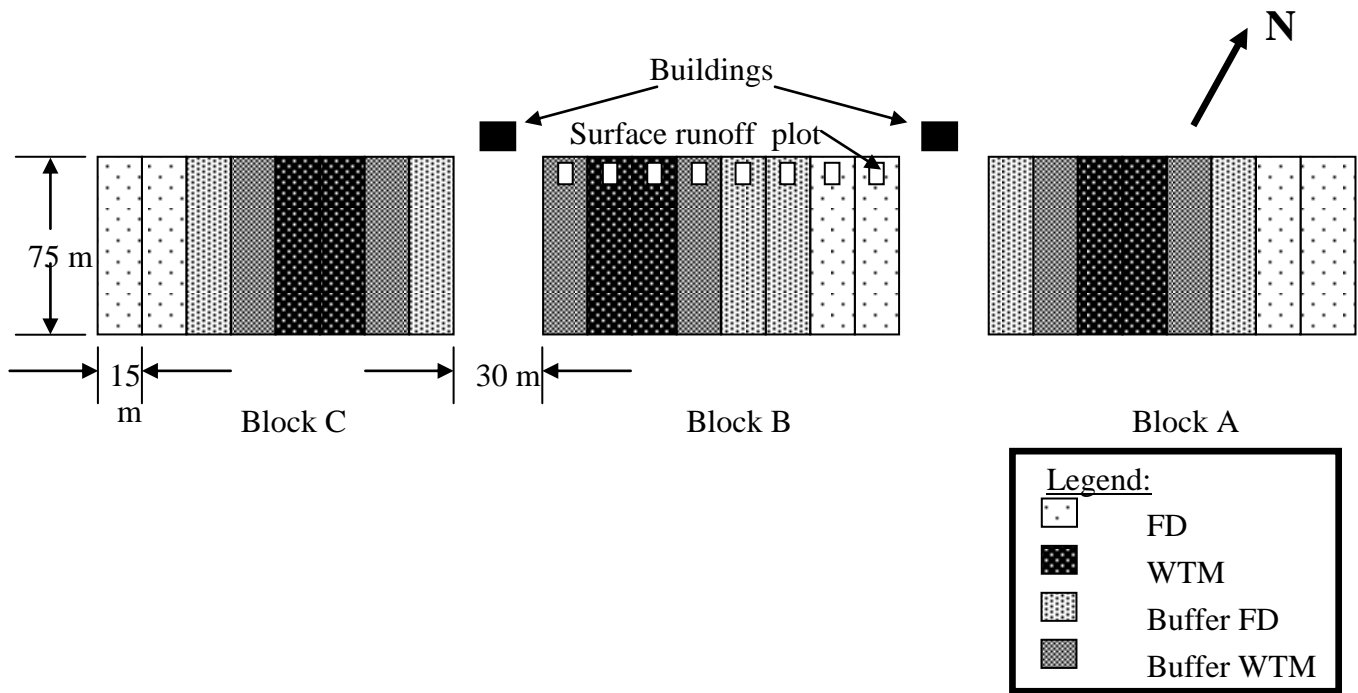 N
Buildings
Surface runoff plot
75 m
15
m
30 m
Block C
Block B
Block A
Legend:
FD
WTM
Buffer FD
Buffer WTM